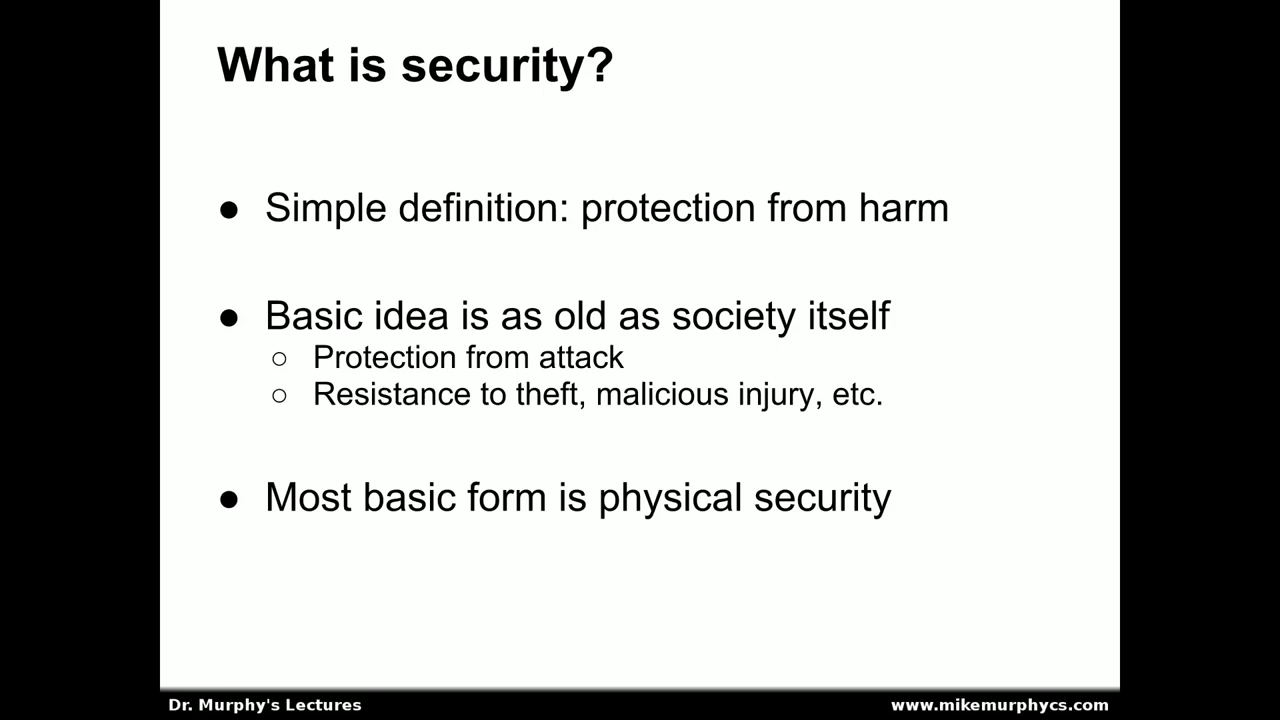 What is security?
● Simple definition: protection from harm
● Basic idea is as old as society itself
○ Protection from attack
○ Resistance to theft, malicious injury, etc.
● Most basic form is physical security
Dr. Murphy's Lectures
www.mikemurphycs.com